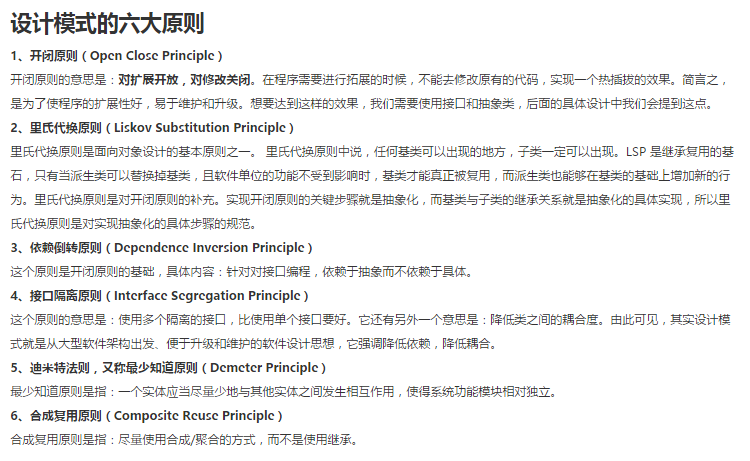 设计模式的六大原则
1、开闭原则（Open Close Principle）
开闭原则的意思是：对扩展开放，对修改关闭。在程序需要进行拓展的时候，不能去修改原有的代码，实现一个热插拔的效果。简言之，
是为了使程序的扩展性好，易于维护和升级。想要达到这样的效果，我们需要使用接口和抽象类，后面的具体设计中我们会提到这点。
2、里氏代换原则（Liskov Substitution Principle）
里氏代换原则是面向对象设计的基本原则之一。 里氏代换原则中说，任何基类可以出现的地方，子类一定可以出现。LSP 是继承复用的基
石，只有当派生类可以替换掉基类，且软件单位的功能不受到影响时，基类才能真正被复用，而派生类也能够在基类的基础上增加新的行
为。里氏代换原则是对开闭原则的补充。实现开闭原则的关键步骤就是抽象化，而基类与子类的继承关系就是抽象化的具体实现，所以里
氏代换原则是对实现抽象化的具体步骤的规范。
3、依赖倒转原则（Dependence Inversion Principle）
这个原则是开闭原则的基础，具体内容：针对对接口编程，依赖于抽象而不依赖于具体。
4、接口隔离原则（Interface Segregation Principle）
这个原则的意思是：使用多个隔离的接口，比使用单个接口要好。它还有另外一个意思是：降低类之间的耦合度。由此可见，其实设计模
式就是从大型软件架构出发、便于升级和维护的软件设计思想，它强调降低依赖，降低耦合。
5、迪米特法则，又称最少知道原则（Demeter Principle）
最少知道原则是指：一个实体应当尽量少地与其他实体之间发生相互作用，使得系统功能模块相对独立。
6、合成复用原则（Composite Reuse Principle）
合成复用原则是指：尽量使用合成/聚合的方式，而不是使用继承。